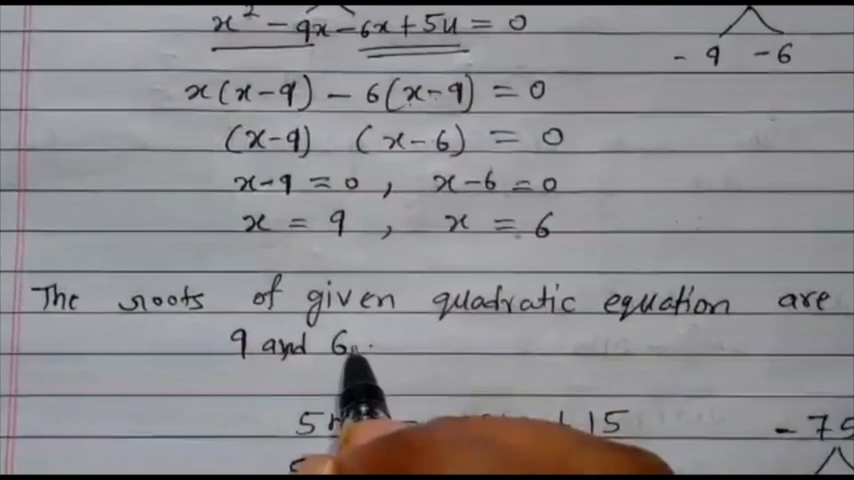 x² - 9x - 6x + 54 = 0
- 9 - 6
x(x-9) - 6(x-9) = 0
(x-9) (x-6) = 0
x-9 = 0 , x-6 = 0
x = 9 , x = 6
The roots of given quadratic equation are
9 and 6
+ 15
- 75